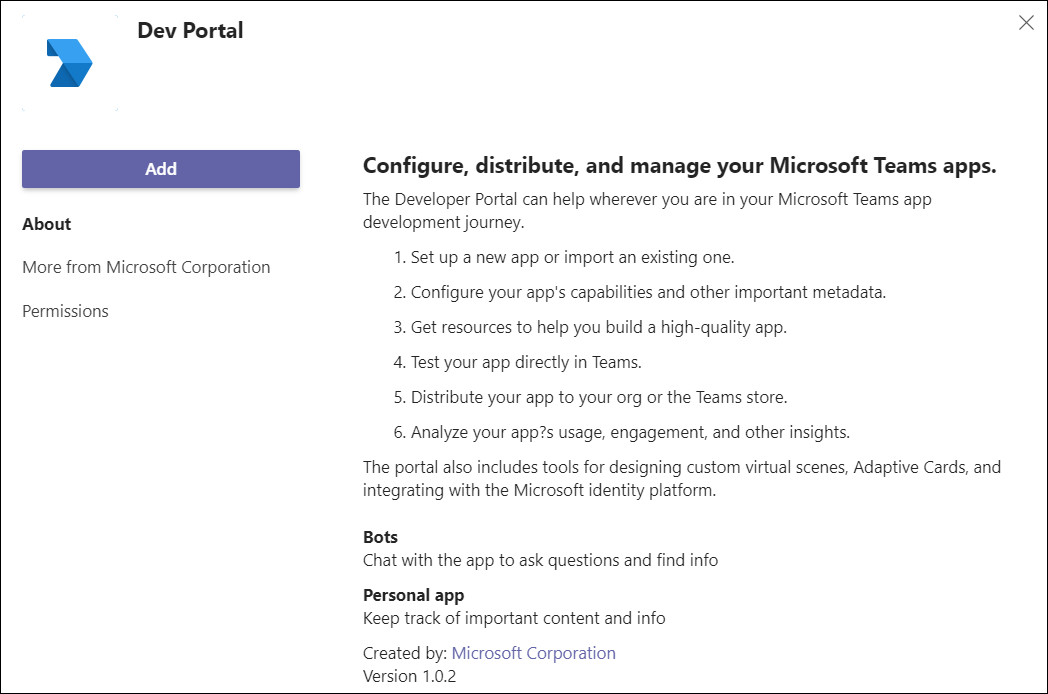 Dev Portal
Add
About
More from Microsoft Corporation
Permissions
Configure, distribute, and manage your Microsoft Teams apps.
The Developer Portal can help wherever you are in your Microsoft Teams app
development journey.
1. Set up a new app or import an existing one.
2. Configure your app's capabilities and other important metadata.
3. Get resources to help you build a high-quality app.
4. Test your app directly in Teams.
5. Distribute your app to your org or the Teams store.
6. Analyze your app?s usage, engagement, and other insights.
The portal also includes tools for designing custom virtual scenes, Adaptive Cards, and
integrating with the Microsoft identity platform.
Bots
Chat with the app to ask questions and find info
Personal app
Keep track of important content and info
Created by: Microsoft Corporation
Version 1.0.2